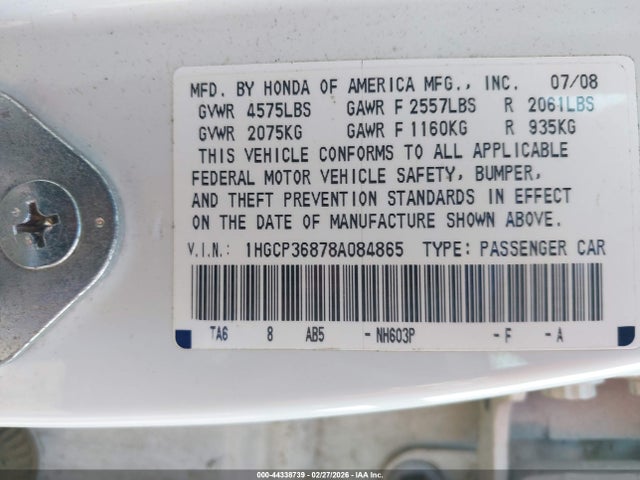 MFD. BY HONDA OF AMERICA MFG., INC. 07/08
GVWR 4575LBS GAWR F 2557LBS R 2061LBS
GVWR 2075KG GAWR F 1160KG R 935KG
THIS VEHICLE CONFORMS TO ALL APPLICABLE
FEDERAL MOTOR VEHICLE SAFETY, BUMPER,
AND THEFT PREVENTION STANDARDS IN EFFECT
ON THE DATE OF MANUFACTURE SHOWN ABOVE.
V.I.N.: 1HGCP36878A084865 TYPE: PASSENGER CAR
TA6 8 AB5 -NH603P -F -A
00-44338739 - 02/27/2026 - IAA Inc.